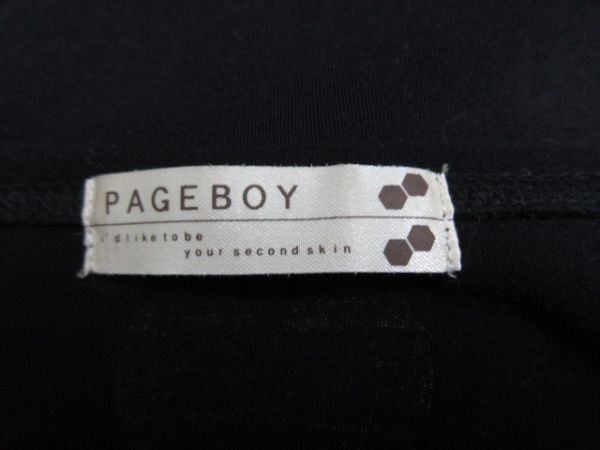 PAGEBOY
i'd like to be
your second skin